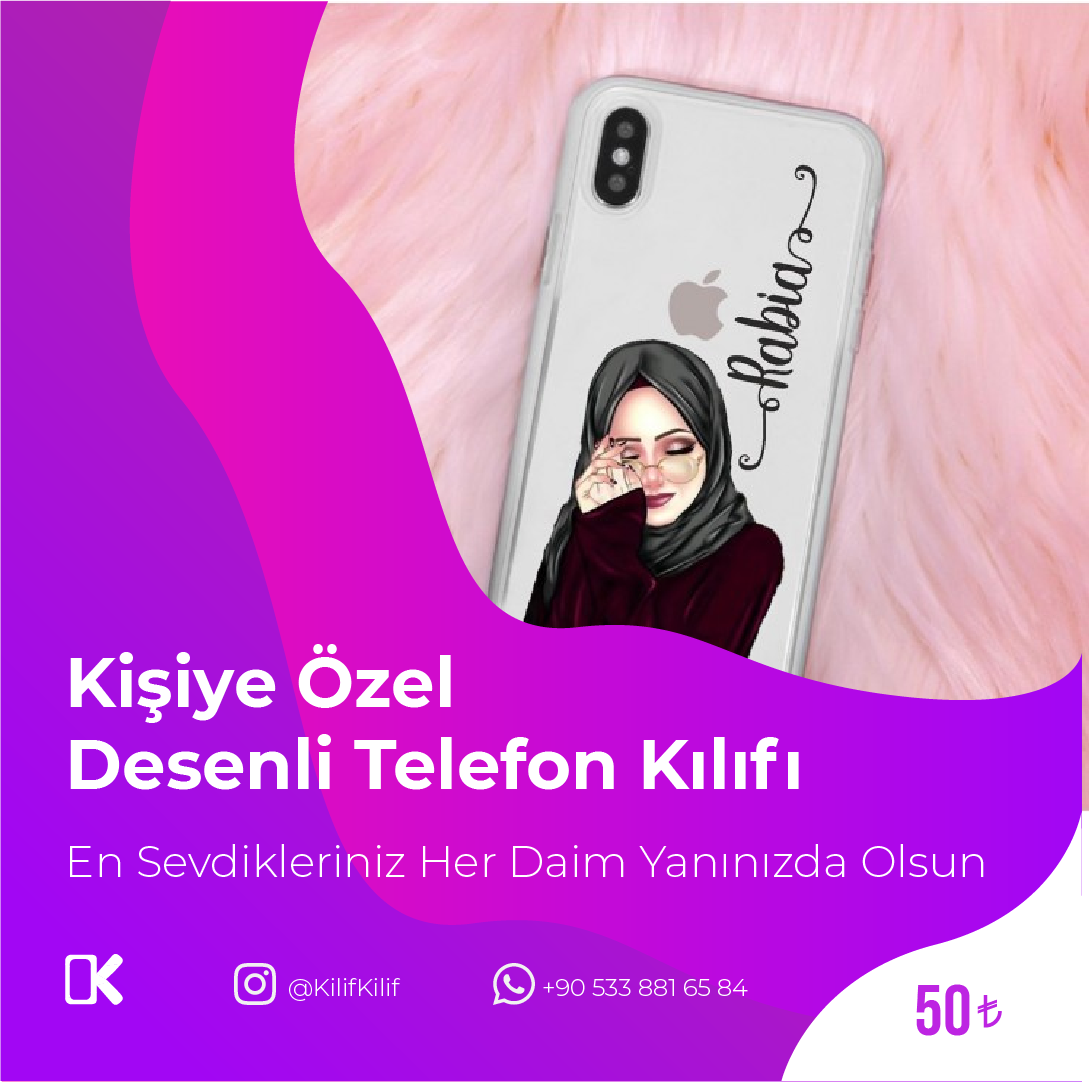 Rabia
Kişiye Özel
Desenli Telefon Kılıfı
En Sevdikleriniz Her Daim Yanınızda Olsun
K
@KilifKilif
+90 533 881 65 84
50₺